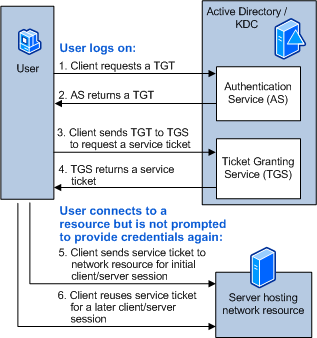 Active Directory /
KDC
User
User logs on:
1. Client requests a TGT
Authentication
Service (AS)
2. AS returns a TGT
3. Client sends TGT to TGS
to request a service ticket
Ticket Granting
Service (TGS)
4. TGS returns a service
ticket
User connects to a
resource but is not prompted
to provide credentials again:
5. Client sends service ticket to
network resource for initial
client/server session
6. Client reuses service ticket
for a later client/server
session
Server hosting
network resource